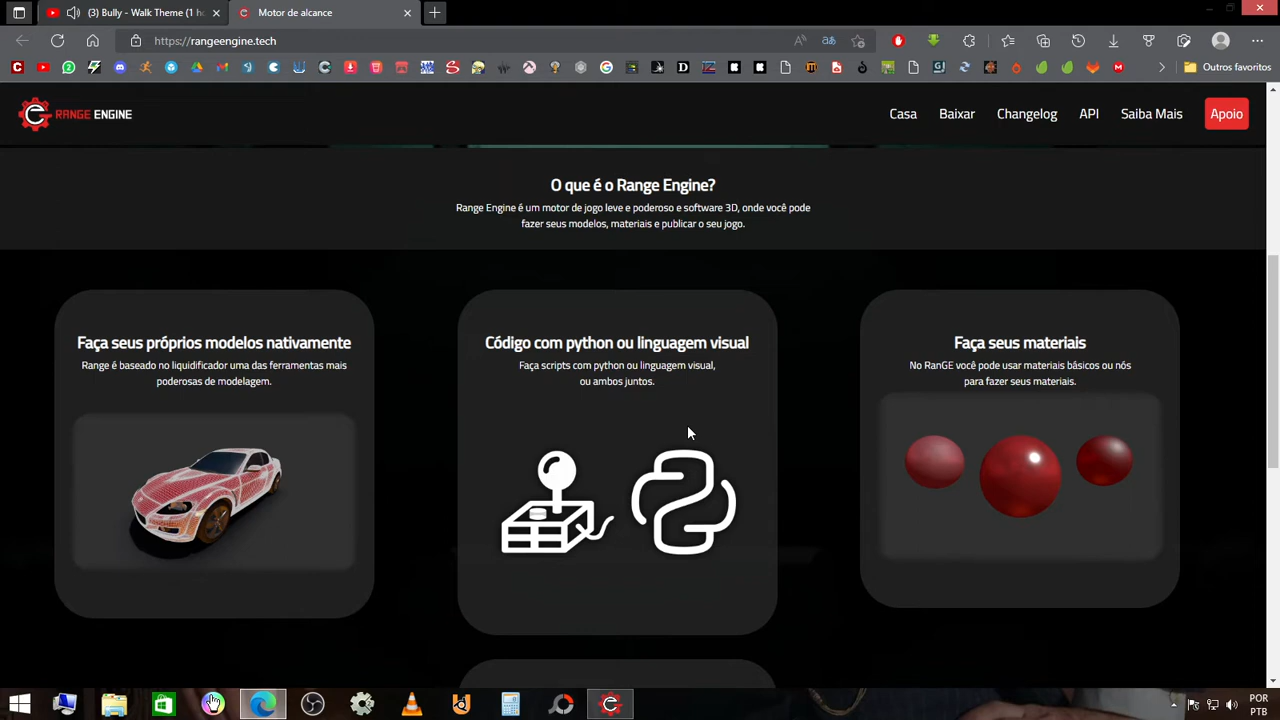 (3) Bully - Walk Theme (1 ho
Motor de alcance
https://rangeengine.tech
Outros favoritos
RANGE ENGINE
Casa
Baixar
Changelog
API
Saiba Mais
Apoio
O que é o Range Engine?
Range Engine é um motor de jogo leve e poderoso e software 3D, onde você pode
fazer seus modelos, materiais e publicar o seu jogo.
Faça seus próprios modelos nativamente
Range é baseado no liquidificador uma das ferramentas mais
poderosas de modelagem.
Código com python ou linguagem visual
Faça scripts com python ou linguagem visual,
ou ambos juntos.
Faça seus materiais
No RanGE você pode usar materiais básicos ou nós
para fazer seus materiais.
POR
PTB